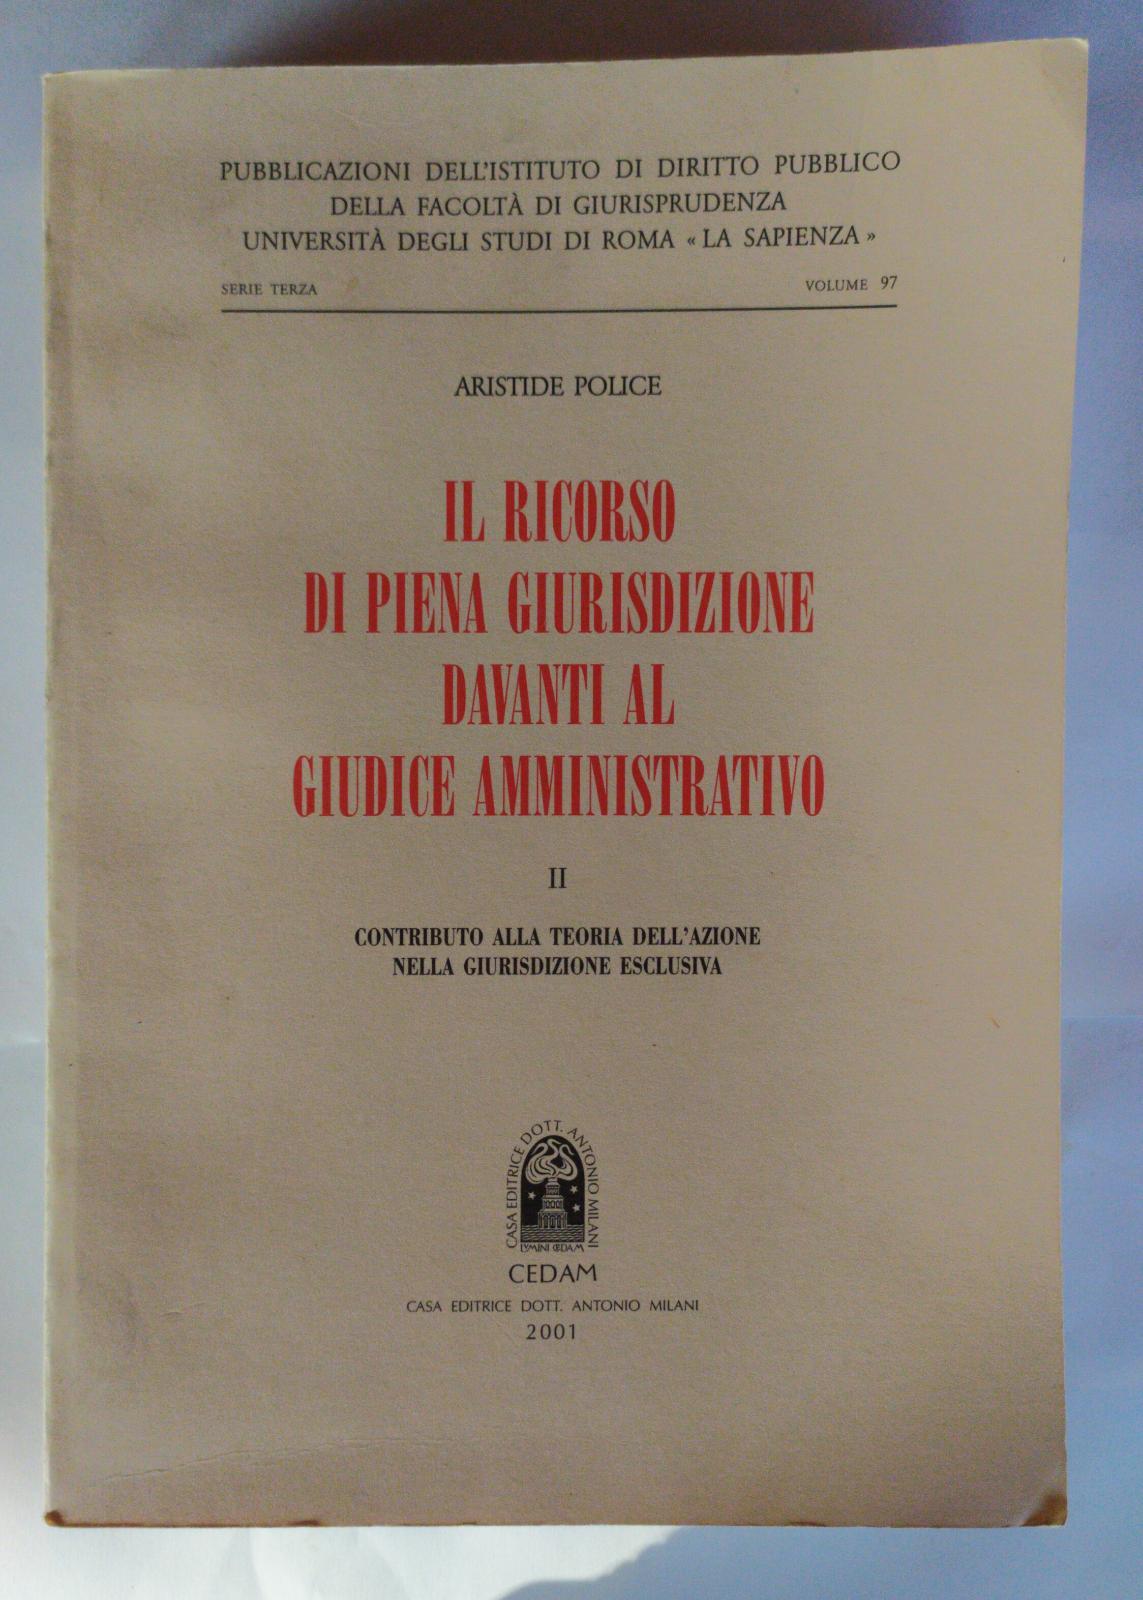 PUBBLICAZIONI DELL'ISTITUTO DI DIRITTO PUBBLICO
DELLA FACOLTÀ DI GIURISPRUDENZA
UNIVERSITÀ DEGLI STUDI DI ROMA « LA SAPIENZA »
SERIE TERZA VOLUME 97
ARISTIDE POLICE
IL RICORSO
DI PIENA GIURISDIZIONE
DAVANTI AL
GIUDICE AMMINISTRATIVO
II
CONTRIBUTO ALLA TEORIA DELL'AZIONE
NELLA GIURISDIZIONE ESCLUSIVA
CASA EDITRICE DOTT. ANTONIO MILANI
LVMINI CEDAM
CEDAM
CASA EDITRICE DOTT. ANTONIO MILANI
2001